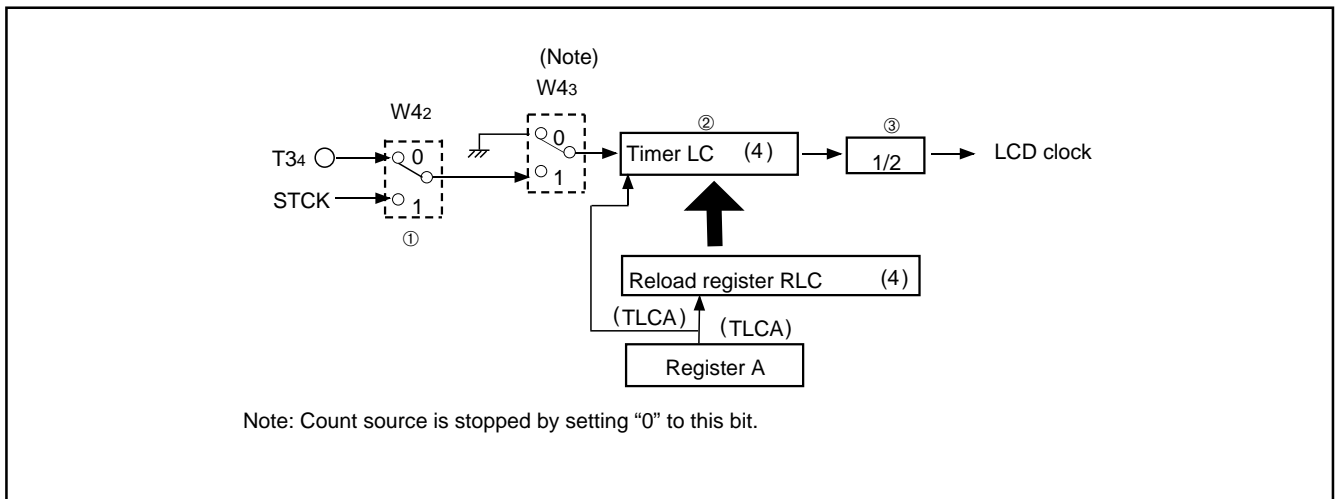 (Note)
W43
W42
②
③
T34
0
0
Timer LC (4)
1/2
LCD clock
1
STCK
1
①
Reload register RLC (4)
(TLCA)
(TLCA)
Register A
Note: Count source is stopped by setting “0” to this bit.